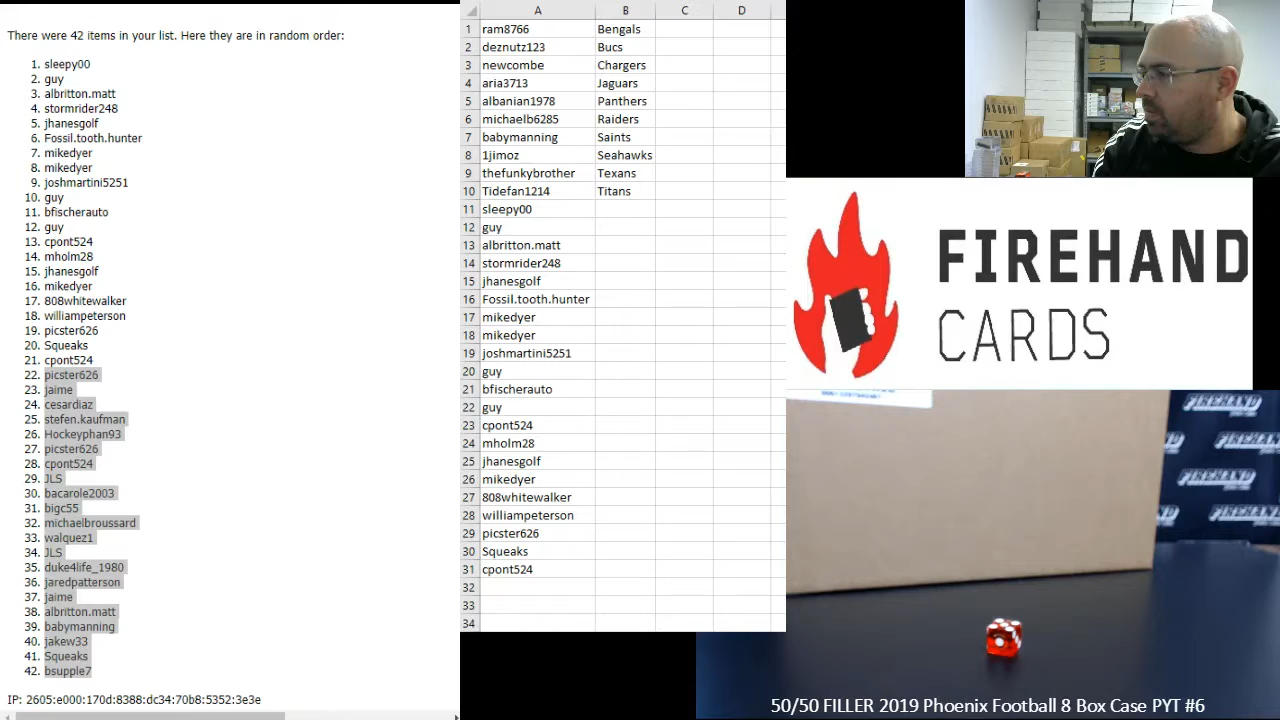 There were 42 items in your list. Here they are in random order:
1. sleepy00
2. guy
3. albritton.matt
4. stormrider248
5. jhanesgolf
6. Fossil.tooth.hunter
7. mikedyer
8. mikedyer
9. joshmartini5251
10. guy
11. bfischerauto
12. guy
13. cpont524
14. mholm28
15. jhanesgolf
16. mikedyer
17. 808whitewalker
18. williampeterson
19. picster626
20. Squeaks
21. cpont524
22. picster626
23. jaime
24. cesardiaz
25. stefen.kaufman
26. Hockeyphan93
27. picster626
28. cpont524
29. JLS
30. bacarole2003
31. bigc55
32. michaelbroussard
33. walquez1
34. JLS
35. duke4life_1980
36. jaredpatterson
37. jaime
38. albritton.matt
39. babymanning
40. jakew33
41. Squeaks
42. bsupple7
IP: 2605:e000:170d:8388:dc34:70b8:5352:3e3e
A B C D
1 ram8766 Bengals
2 deznutz123 Bucs
3 newcombe Chargers
4 aria3713 Jaguars
5 albanian1978 Panthers
6 michaelb6285 Raiders
7 babymanning Saints
8 1jimoz Seahawks
9 thefunkybrother Texans
10 Tidefan1214 Titans
11 sleepy00
12 guy
13 albritton.matt
14 stormrider248
15 jhanesgolf
16 Fossil.tooth.hunter
17 mikedyer
18 mikedyer
19 joshmartini5251
20 guy
21 bfischerauto
22 guy
23 cpont524
24 mholm28
25 jhanesgolf
26 mikedyer
27 808whitewalker
28 williampeterson
29 picster626
30 Squeaks
31 cpont524
32
33
34
FIREHAND
CARDS
FIREHAND
FIREHAND
FIREHAND
FIREHAND
50/50 FILLER 2019 Phoenix Football 8 Box Case PYT #6